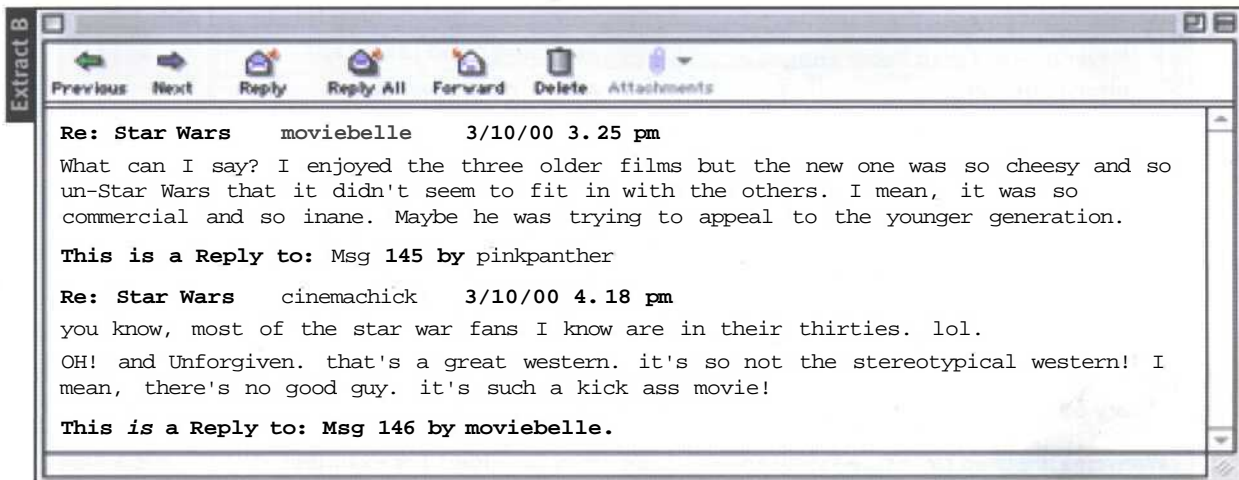 Extract B
Previous Next Reply Reply All Forward Delete Attachments
Re: Star Wars moviebelle 3/10/00 3.25 pm
What can I say? I enjoyed the three older films but the new one was so cheesy and so
un-Star Wars that it didn't seem to fit in with the others. I mean, it was so
commercial and so inane. Maybe he was trying to appeal to the younger generation.
This is a Reply to: Msg 145 by pinkpanther
Re: Star Wars cinemachick 3/10/00 4.18 pm
you know, most of the star war fans I know are in their thirties. lol.
OH! and Unforgiven. that's a great western. it's so not the stereotypical western! I
mean, there's no good guy. it's such a kick ass movie!
This is a Reply to: Msg 146 by moviebelle.